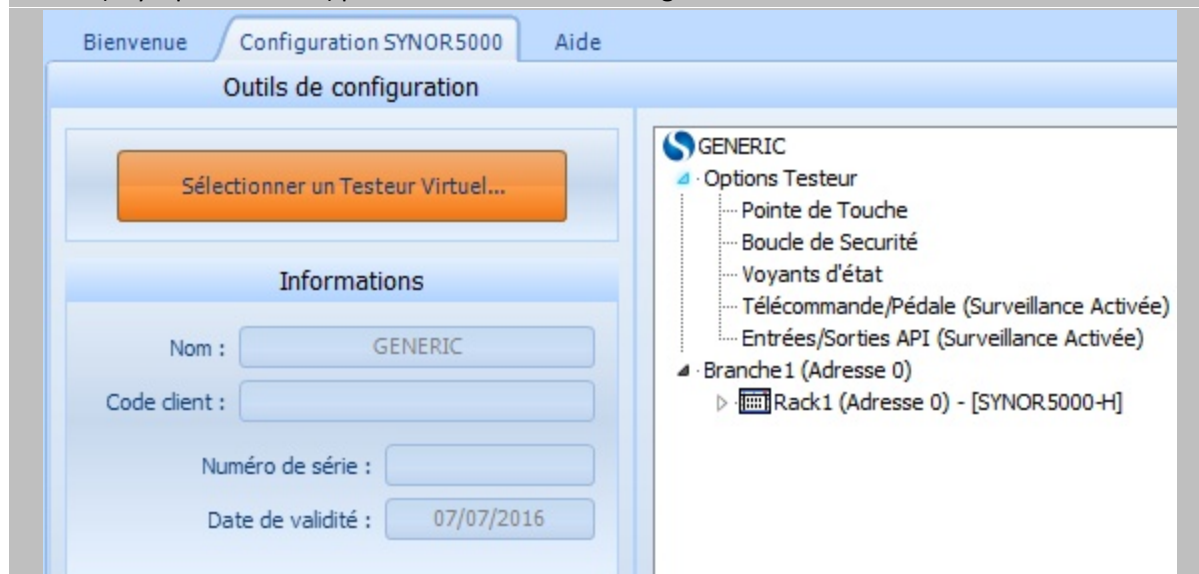 Bienvenue
Configuration SYNOR5000
Aide
Outils de configuration
Sélectionner un Testeur Virtuel...
Informations
Nom :
GENERIC
Code client :
Numéro de série :
Date de validité :
07/07/2016
GENERIC
Options Testeur
Pointe de Touche
Boucle de Securité
Voyants d'état
Télécommande/Pédale (Surveillance Activée)
Entrées/Sorties API (Surveillance Activée)
Branche1 (Adresse 0)
Rack1 (Adresse 0) - [SYNOR5000-H]